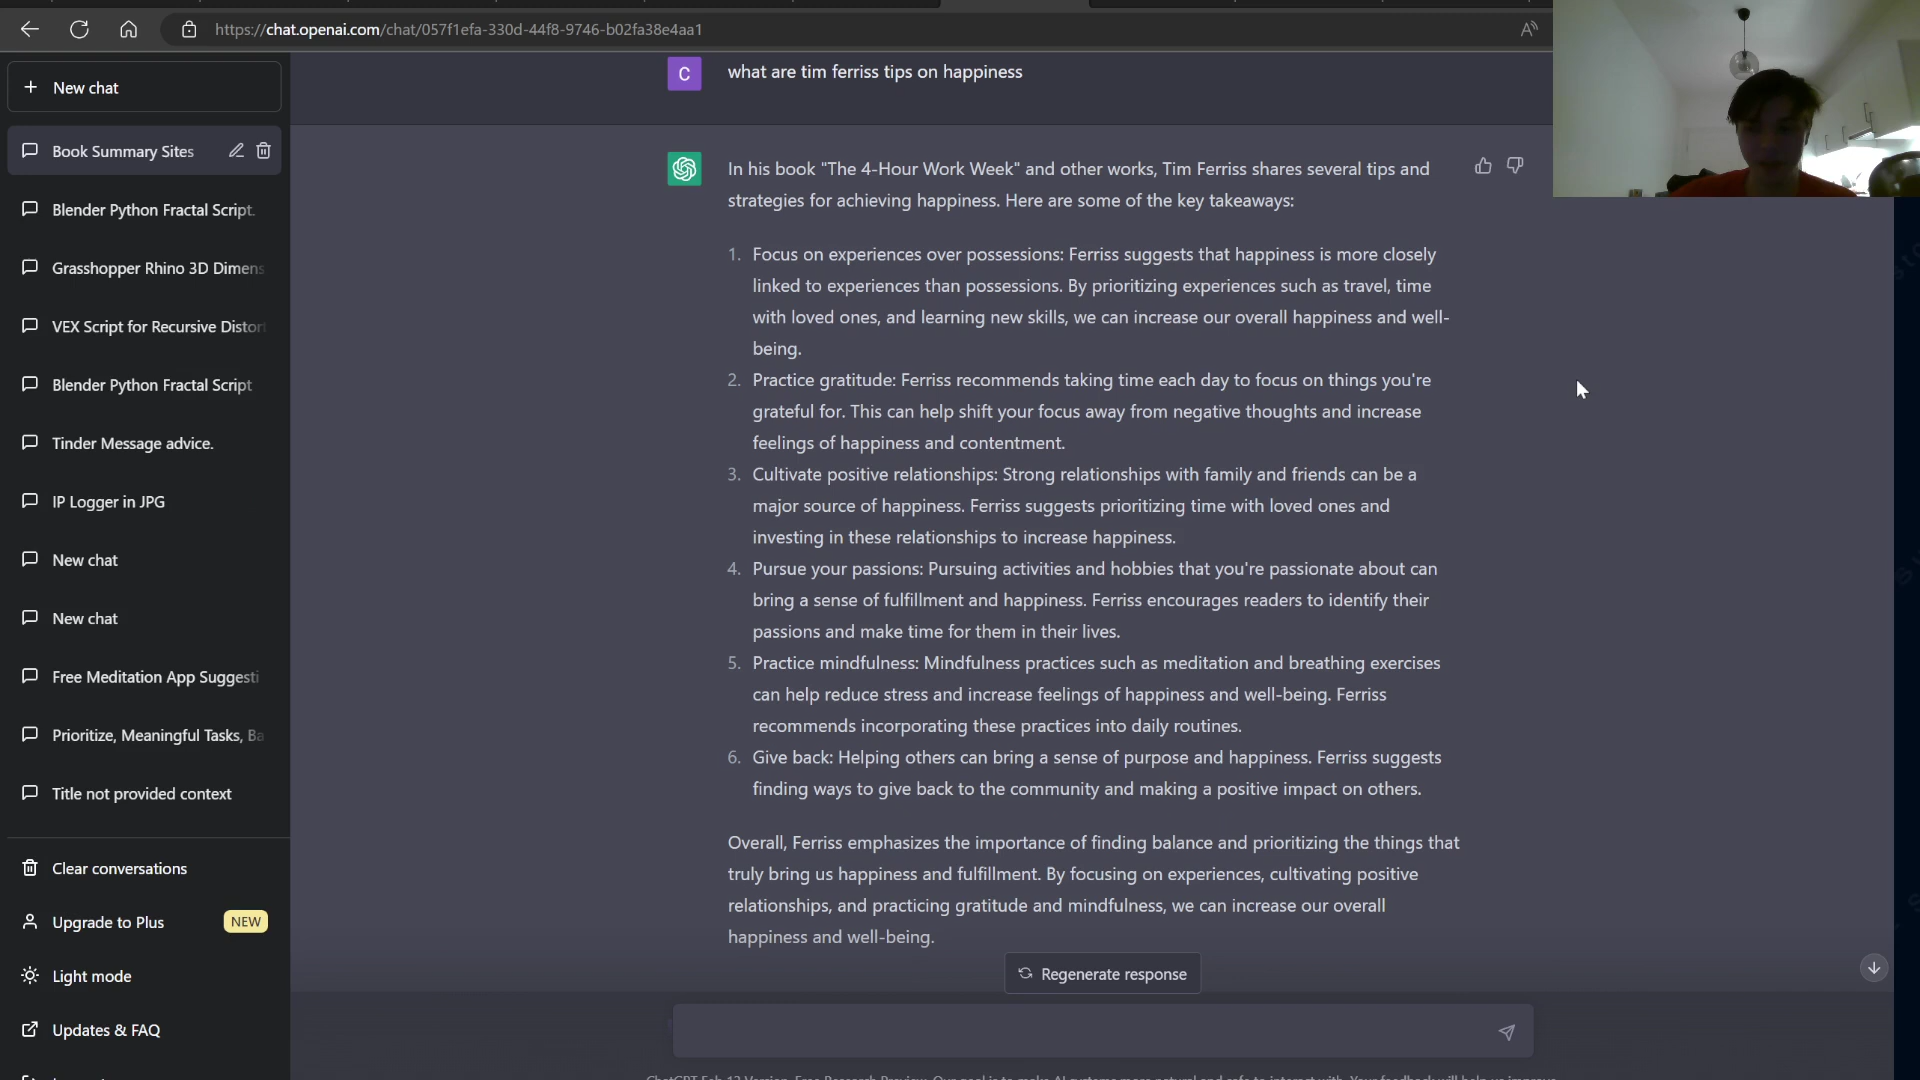 https://chat.openai.com/chat/057f1efa-330d-44f8-9746-b02fa38e4aa1
New chat
Book Summary Sites
Blender Python Fractal Script.
Grasshopper Rhino 3D Dimens
VEX Script for Recursive Distor
Blender Python Fractal Script
Tinder Message advice.
IP Logger in JPG
New chat
New chat
Free Meditation App Suggesti
Prioritize, Meaningful Tasks, Ba
Title not provided context
Clear conversations
Upgrade to Plus NEW
Light mode
Updates & FAQ
C what are tim ferriss tips on happiness
In his book "The 4-Hour Work Week" and other works, Tim Ferriss shares several tips and
strategies for achieving happiness. Here are some of the key takeaways:
1. Focus on experiences over possessions: Ferriss suggests that happiness is more closely
linked to experiences than possessions. By prioritizing experiences such as travel, time
with loved ones, and learning new skills, we can increase our overall happiness and well-
being.
2. Practice gratitude: Ferriss recommends taking time each day to focus on things you're
grateful for. This can help shift your focus away from negative thoughts and increase
feelings of happiness and contentment.
3. Cultivate positive relationships: Strong relationships with family and friends can be a
major source of happiness. Ferriss suggests prioritizing time with loved ones and
investing in these relationships to increase happiness.
4. Pursue your passions: Pursuing activities and hobbies that you're passionate about can
bring a sense of fulfillment and happiness. Ferriss encourages readers to identify their
passions and make time for them in their lives.
5. Practice mindfulness: Mindfulness practices such as meditation and breathing exercises
can help reduce stress and increase feelings of happiness and well-being. Ferriss
recommends incorporating these practices into daily routines.
6. Give back: Helping others can bring a sense of purpose and happiness. Ferriss suggests
finding ways to give back to the community and making a positive impact on others.
Overall, Ferriss emphasizes the importance of finding balance and prioritizing the things that
truly bring us happiness and fulfillment. By focusing on experiences, cultivating positive
relationships, and practicing gratitude and mindfulness, we can increase our overall
happiness and well-being.
Regenerate response